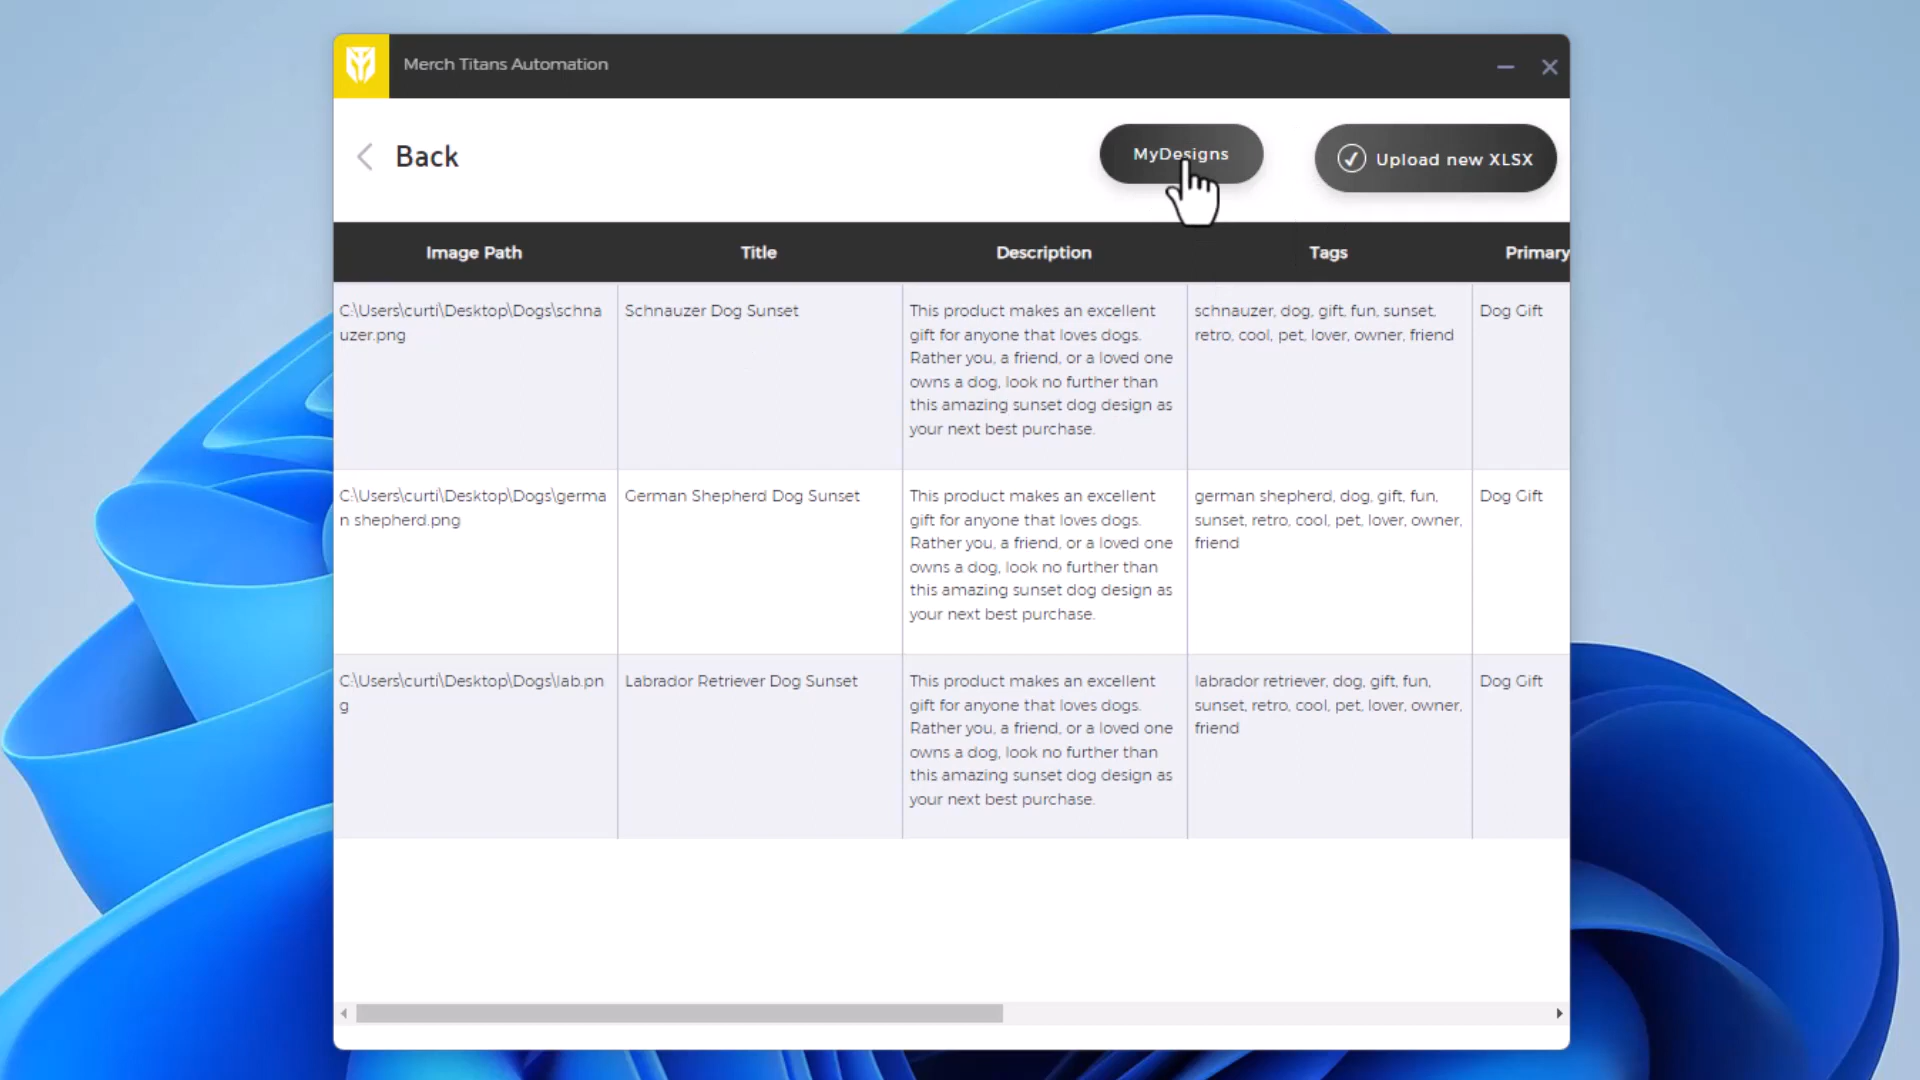 Merch Titans Automation
Back
MyDesigns
Upload new XLSX
Image Path
Title
Description
Tags
Primary
C:\Users\curti\Desktop\Dogs\schna
uzer.png
Schnauzer Dog Sunset
This product makes an excellent
gift for anyone that loves dogs.
Rather you, a friend, or a loved one
owns a dog, look no further than
this amazing sunset dog design as
your next best purchase.
schnauzer, dog, gift, fun, sunset,
retro, cool, pet, lover, owner, friend
Dog Gift
C:\Users\curti\Desktop\Dogs\germa
n shepherd.png
German Shepherd Dog Sunset
This product makes an excellent
gift for anyone that loves dogs.
Rather you, a friend, or a loved one
owns a dog, look no further than
this amazing sunset dog design as
your next best purchase.
german shepherd, dog, gift, fun,
sunset, retro, cool, pet, lover, owner,
friend
Dog Gift
C:\Users\curti\Desktop\Dogs\lab.pn
g
Labrador Retriever Dog Sunset
This product makes an excellent
gift for anyone that loves dogs.
Rather you, a friend, or a loved one
owns a dog, look no further than
this amazing sunset dog design as
your next best purchase.
labrador retriever, dog, gift, fun,
sunset, retro, cool, pet, lover, owner,
friend
Dog Gift